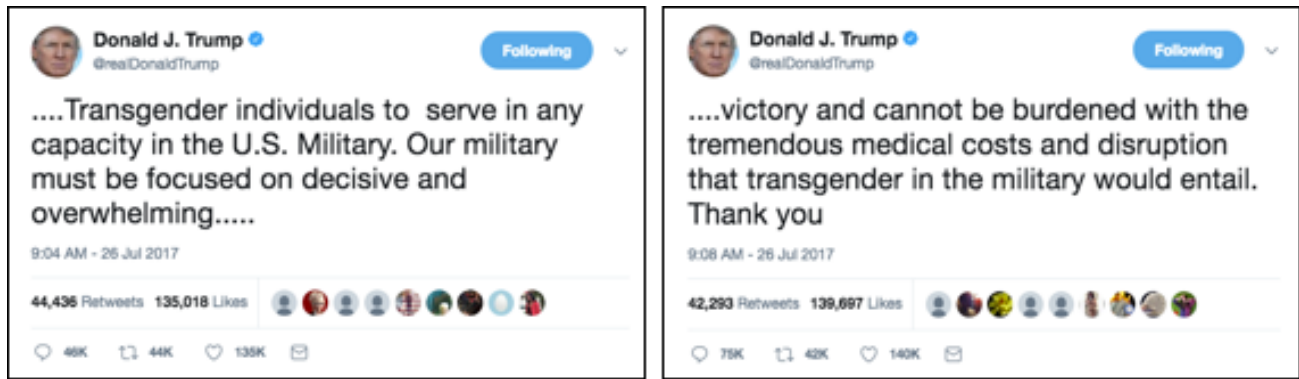 Donald J. Trump
@realDonaldTrump
Following
....Transgender individuals to  serve in any
capacity in the U.S. Military. Our military
must be focused on decisive and
overwhelming.....
9:04 AM - 26 Jul 2017
44,436 Retweets 135,018 Likes
46K 44K 135K
Donald J. Trump
@realDonaldTrump
Following
....victory and cannot be burdened with the
tremendous medical costs and disruption
that transgender in the military would entail.
Thank you
9:08 AM - 26 Jul 2017
42,293 Retweets 139,697 Likes
75K 42K 140K